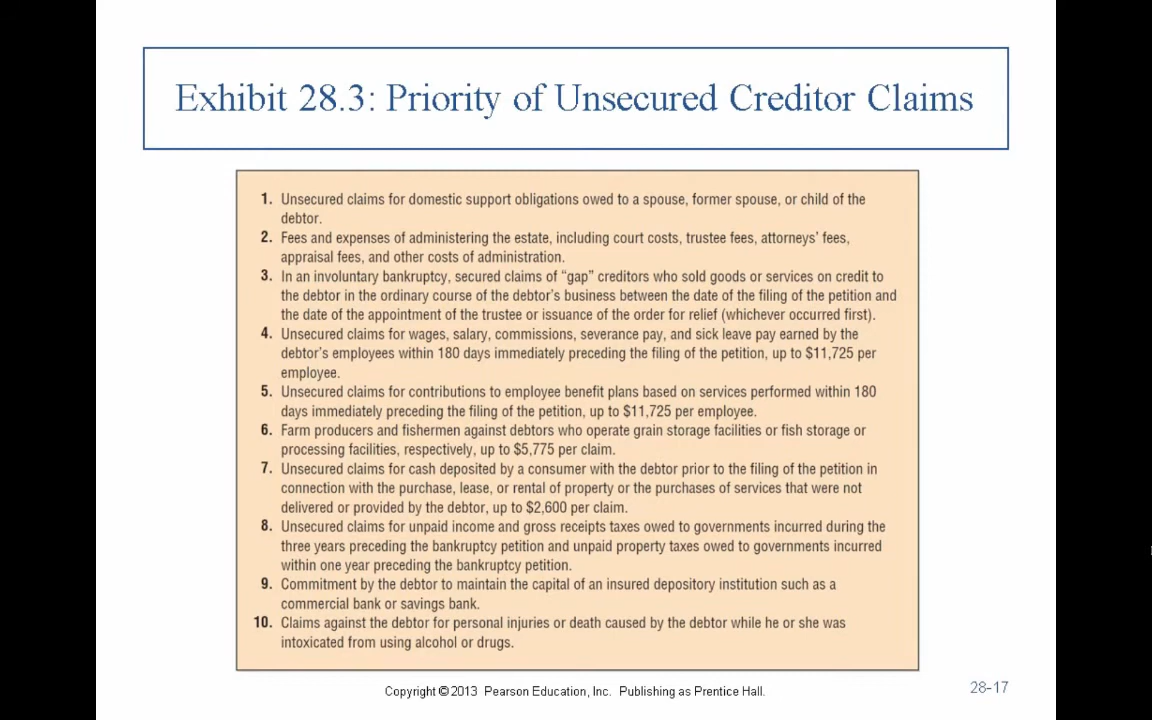 Exhibit 28.3: Priority of Unsecured Creditor Claims
1. Unsecured claims for domestic support obligations owed to a spouse, former spouse, or child of the
debtor.
2. Fees and expenses of administering the estate, including court costs, trustee fees, attorneys’ fees,
appraisal fees, and other costs of administration.
3. In an involuntary bankruptcy, secured claims of “gap” creditors who sold goods or services on credit to
the debtor in the ordinary course of the debtor’s business between the date of the filing of the petition and
the date of the appointment of the trustee or issuance of the order for relief (whichever occurred first).
4. Unsecured claims for wages, salary, commissions, severance pay, and sick leave pay earned by the
debtor’s employees within 180 days immediately preceding the filing of the petition, up to $11,725 per
employee.
5. Unsecured claims for contributions to employee benefit plans based on services performed within 180
days immediately preceding the filing of the petition, up to $11,725 per employee.
6. Farm producers and fishermen against debtors who operate grain storage facilities or fish storage or
processing facilities, respectively, up to $5,775 per claim.
7. Unsecured claims for cash deposited by a consumer with the debtor prior to the filing of the petition in
connection with the purchase, lease, or rental of property or the purchases of services that were not
delivered or provided by the debtor, up to $2,600 per claim.
8. Unsecured claims for unpaid income and gross receipts taxes owed to governments incurred during the
three years preceding the bankruptcy petition and unpaid property taxes owed to governments incurred
within one year preceding the bankruptcy petition.
9. Commitment by the debtor to maintain the capital of an insured depository institution such as a
commercial bank or savings bank.
10. Claims against the debtor for personal injuries or death caused by the debtor while he or she was
intoxicated from using alcohol or drugs.
Copyright ©2013 Pearson Education, Inc. Publishing as Prentice Hall.
28-17